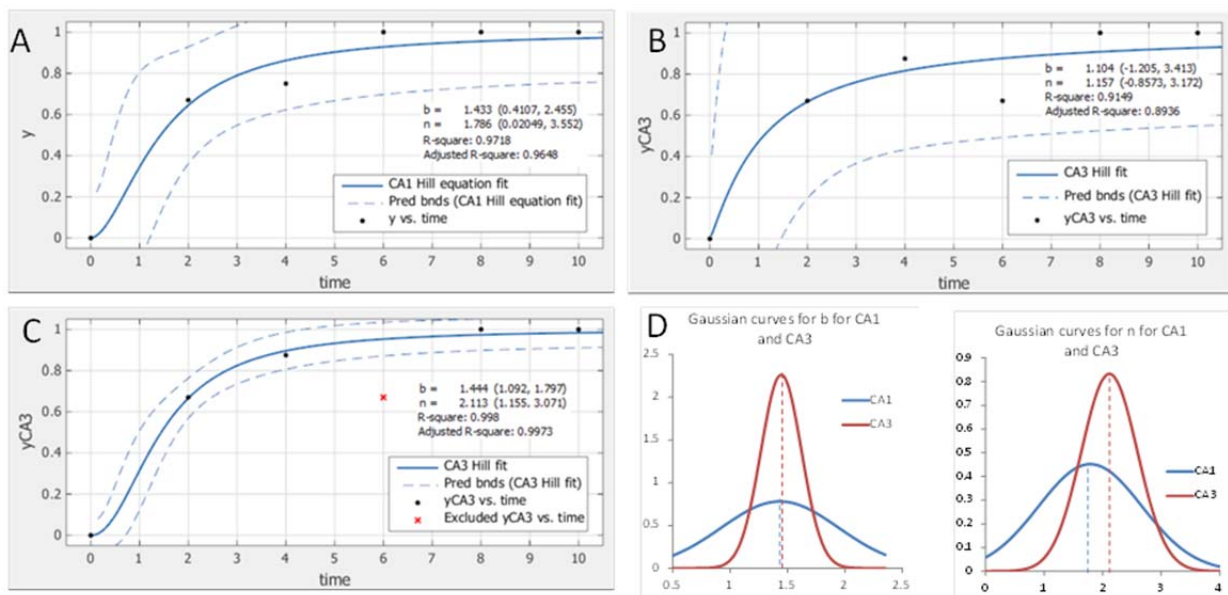 A
1
0.8
0.6
0.4
0.2
0
y
0 1 2 3 4 5 6 7 8 9 10
time
b = 1.433 (0.4107, 2.455)
n = 1.786 (0.02049, 3.552)
R-square: 0.9718
Adjusted R-square: 0.9648
CA1 Hill equation fit
Pred bnds (CA1 Hill equation fit)
y vs. time
B
1
0.8
0.6
0.4
0.2
0
yCA3
0 1 2 3 4 5 6 7 8 9 10
time
b = 1.104 (-1.205, 3.413)
n = 1.157 (-0.8573, 3.172)
R-square: 0.9149
Adjusted R-square: 0.8936
CA3 Hill fit
Pred bnds (CA3 Hill fit)
yCA3 vs. time
C
1
0.8
0.6
0.4
0.2
0
yCA3
0 1 2 3 4 5 6 7 8 9 10
time
b = 1.444 (1.092, 1.797)
n = 2.113 (1.155, 3.071)
R-square: 0.998
Adjusted R-square: 0.9973
CA3 Hill fit
Pred bnds (CA3 Hill fit)
yCA3 vs. time
Excluded yCA3 vs. time
D
Gaussian curves for b for CA1
and CA3
2.5
2
1.5
1
0.5
0
0.5 1 1.5 2 2.5
CA1
CA3
Gaussian curves for n for CA1
and CA3
0.9
0.8
0.7
0.6
0.5
0.4
0.3
0.2
0.1
0
0 1 2 3 4
CA1
CA3